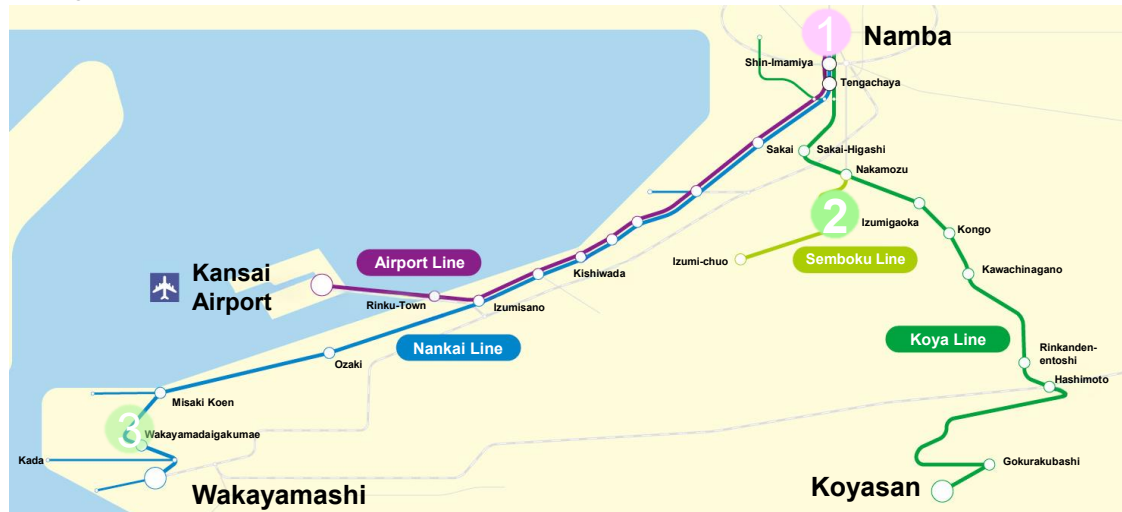 1
Namba
Shin-Imamiya
Tengachaya
Sakai
Sakai-Higashi
Nakamozu
2
Izumigaoka
Kongo
Izumi-chuo
Semboku Line
Kawachinagano
Airport Line
Kishiwada
Kansai
Airport
Rinku-Town
Izumisano
Nankai Line
Koya Line
Ozaki
Rinkanden-
entoshi
Hashimoto
Misaki Koen
3
Wakayamadaigakumae
Kada
Gokurakubashi
Wakayamashi
Koyasan